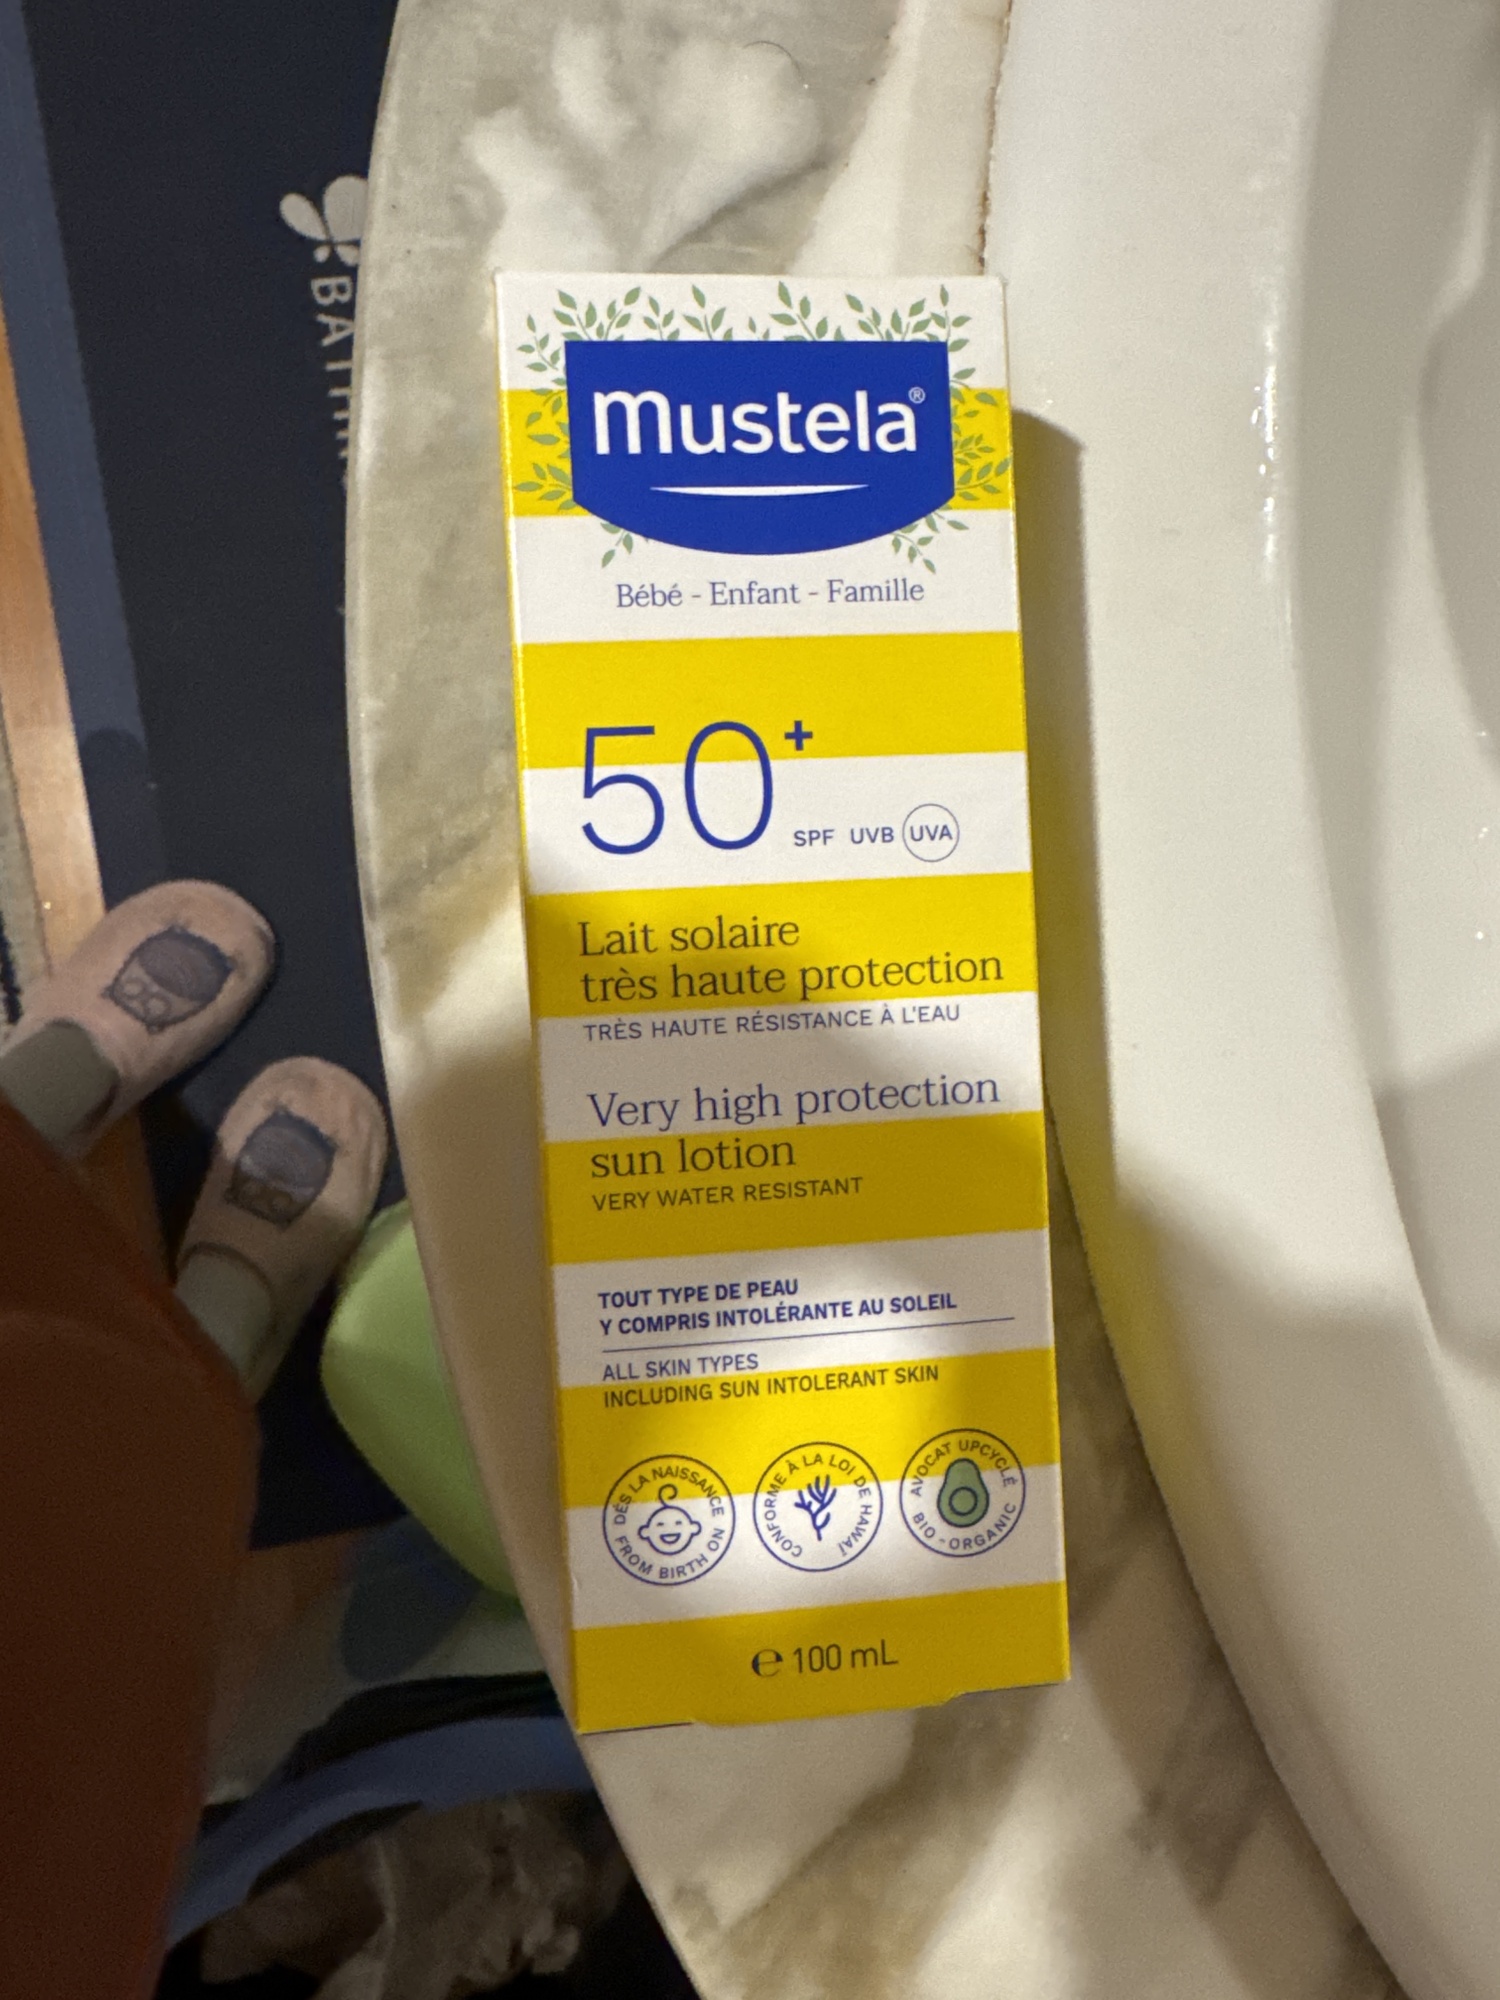 mustela®
Bébé - Enfant - Famille
50+
SPF UVB UVA
Lait solaire
très haute protection
TRÈS HAUTE RÉSISTANCE À L'EAU
Very high protection
sun lotion
VERY WATER RESISTANT
TOUT TYPE DE PEAU
Y COMPRIS INTOLÉRANTE AU SOLEIL
ALL SKIN TYPES
INCLUDING SUN INTOLERANT SKIN
DÈS LA NAISSANCE
FROM BIRTH ON
CONFORME À LA LOI DE HAWAÏ
AVOCAT UPCYCLÉ
BIO - ORGANIC
℮ 100 mL